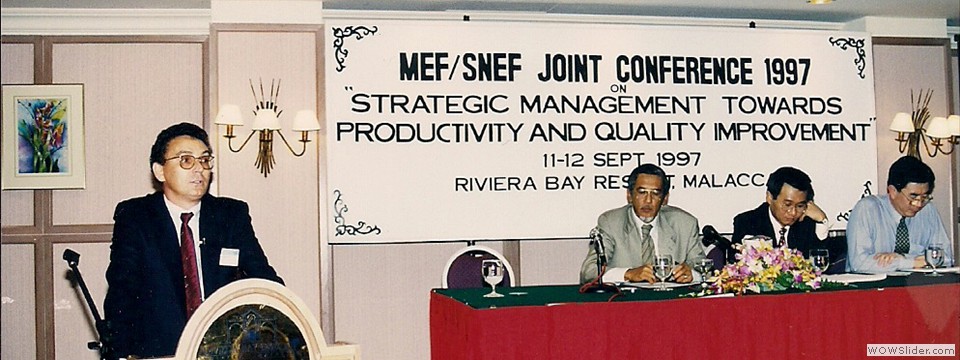 MEF/SNEF JOINT CONFERENCE 1997
ON
"STRATEGIC MANAGEMENT TOWARDS
PRODUCTIVITY AND QUALITY IMPROVEMENT"
11-12 SEPT. 1997
RIVIERA BAY RES T, MALACC
WOWSlider.com